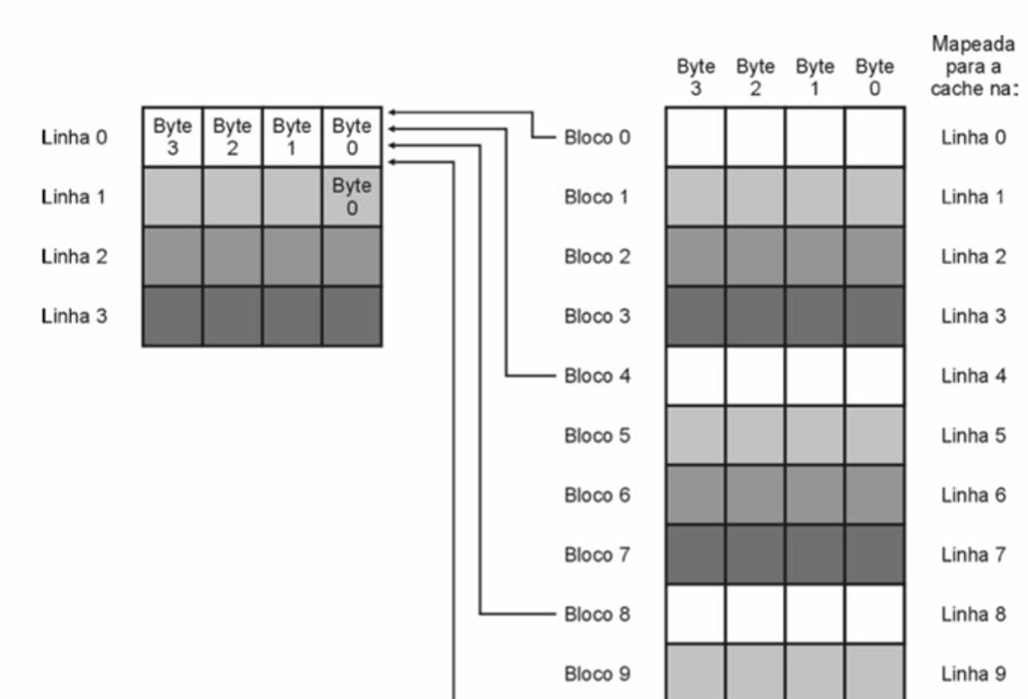 Mapeada
para a
cache na:
Byte Byte Byte Byte
3 2 1 0
Linha 0 Byte Byte Byte Byte Bloco 0 Linha 0
3 2 1 0
Linha 1 Byte Bloco 1 Linha 1
0
Linha 2 Bloco 2 Linha 2
Linha 3 Bloco 3 Linha 3
Bloco 4 Linha 4
Bloco 5 Linha 5
Bloco 6 Linha 6
Bloco 7 Linha 7
Bloco 8 Linha 8
Bloco 9 Linha 9